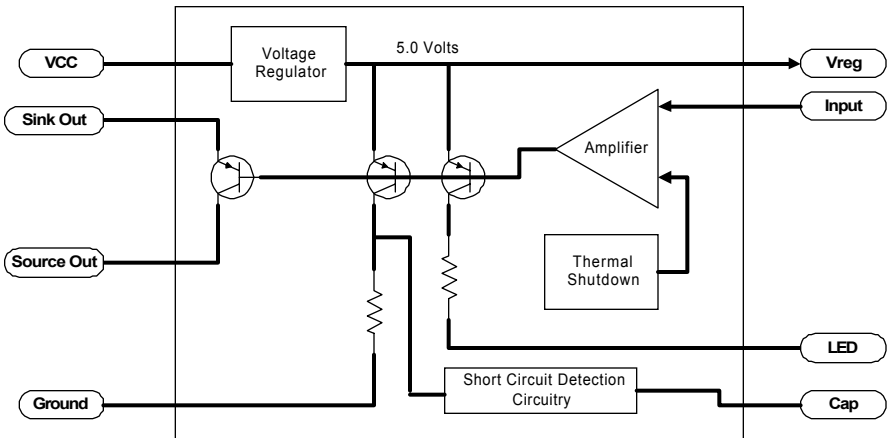 VCC
Voltage
Regulator
5.0 Volts
Vreg
Sink Out
Input
Amplifier
Source Out
Thermal
Shutdown
LED
Short Circuit Detection
Circuitry
Ground
Cap